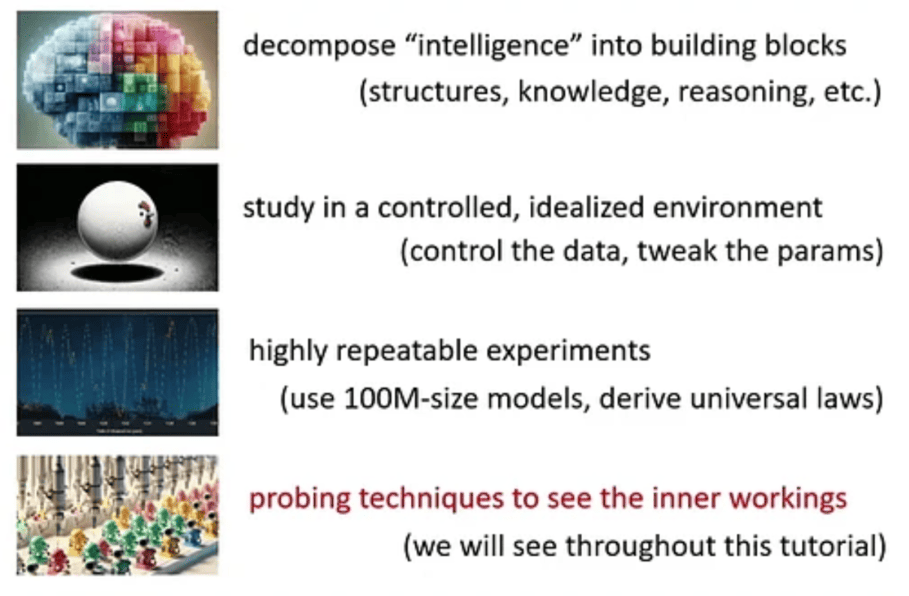 decompose “intelligence” into building blocks
(structures, knowledge, reasoning, etc.)
study in a controlled, idealized environment
(control the data, tweak the params)
highly repeatable experiments
(use 100M-size models, derive universal laws)
probing techniques to see the inner workings
(we will see throughout this tutorial)